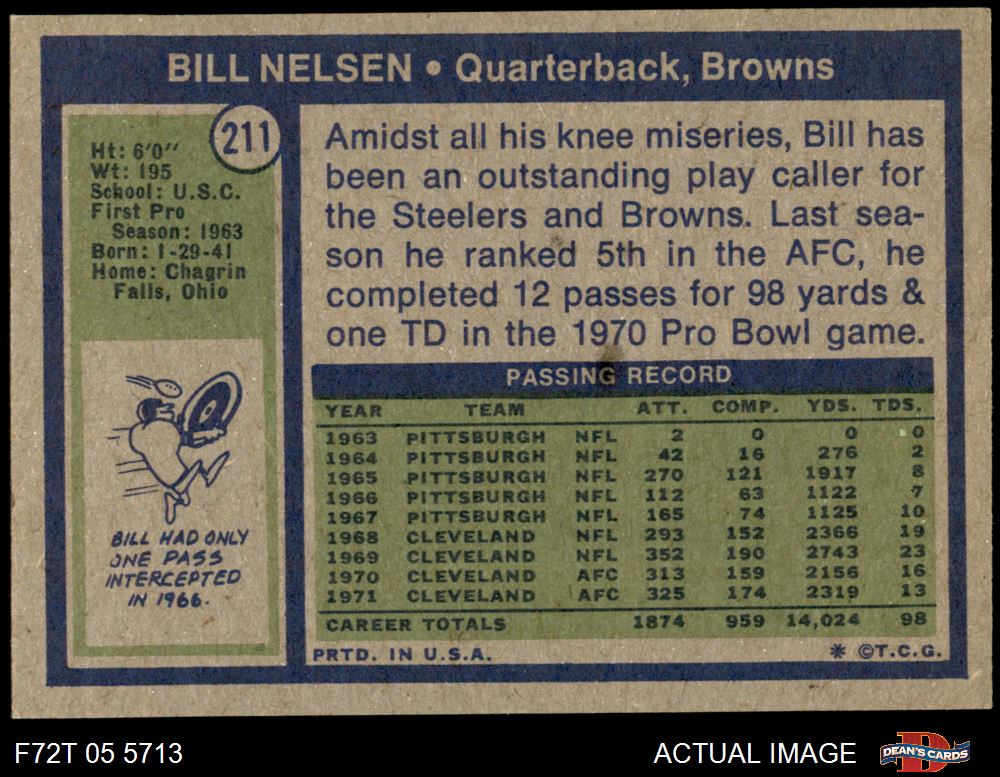 BILL NELSEN • Quarterback, Browns
211
Ht: 6'0''
Wt: 195
School: U.S.C.
First Pro
Season: 1963
Born: 1-29-41
Home: Chagrin
Falls, Ohio
Amidst all his knee miseries, Bill has
been an outstanding play caller for
the Steelers and Browns. Last sea-
son he ranked 5th in the AFC, he
completed 12 passes for 98 yards &
one TD in the 1970 Pro Bowl game.
BILL HAD ONLY
ONE PASS
INTERCEPTED
IN 1966.
PASSING RECORD
YEAR TEAM ATT. COMP. YDS. TDS.
1963 PITTSBURGH NFL 2 0 0 0
1964 PITTSBURGH NFL 42 16 276 2
1965 PITTSBURGH NFL 270 121 1917 8
1966 PITTSBURGH NFL 112 63 1122 7
1967 PITTSBURGH NFL 165 74 1125 10
1968 CLEVELAND NFL 293 152 2366 19
1969 CLEVELAND NFL 352 190 2743 23
1970 CLEVELAND AFC 313 159 2156 16
1971 CLEVELAND AFC 325 174 2319 13
CAREER TOTALS 1874 959 14,024 98
PRTD. IN U.S.A. * ©T.C.G.
F72T 05 5713 ACTUAL IMAGE
D
DEAN'S CARDS